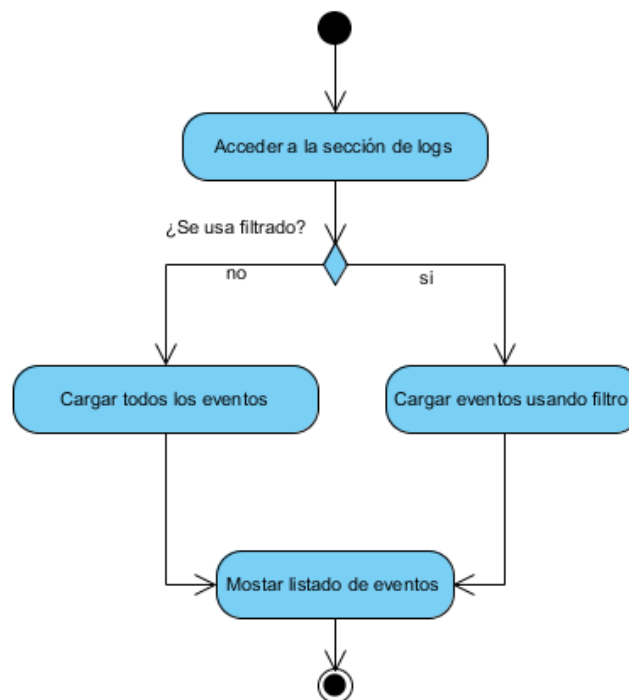 Acceder a la sección de logs
¿Se usa filtrado?
no
si
Cargar todos los eventos
Cargar eventos usando filtro
Mostar listado de eventos